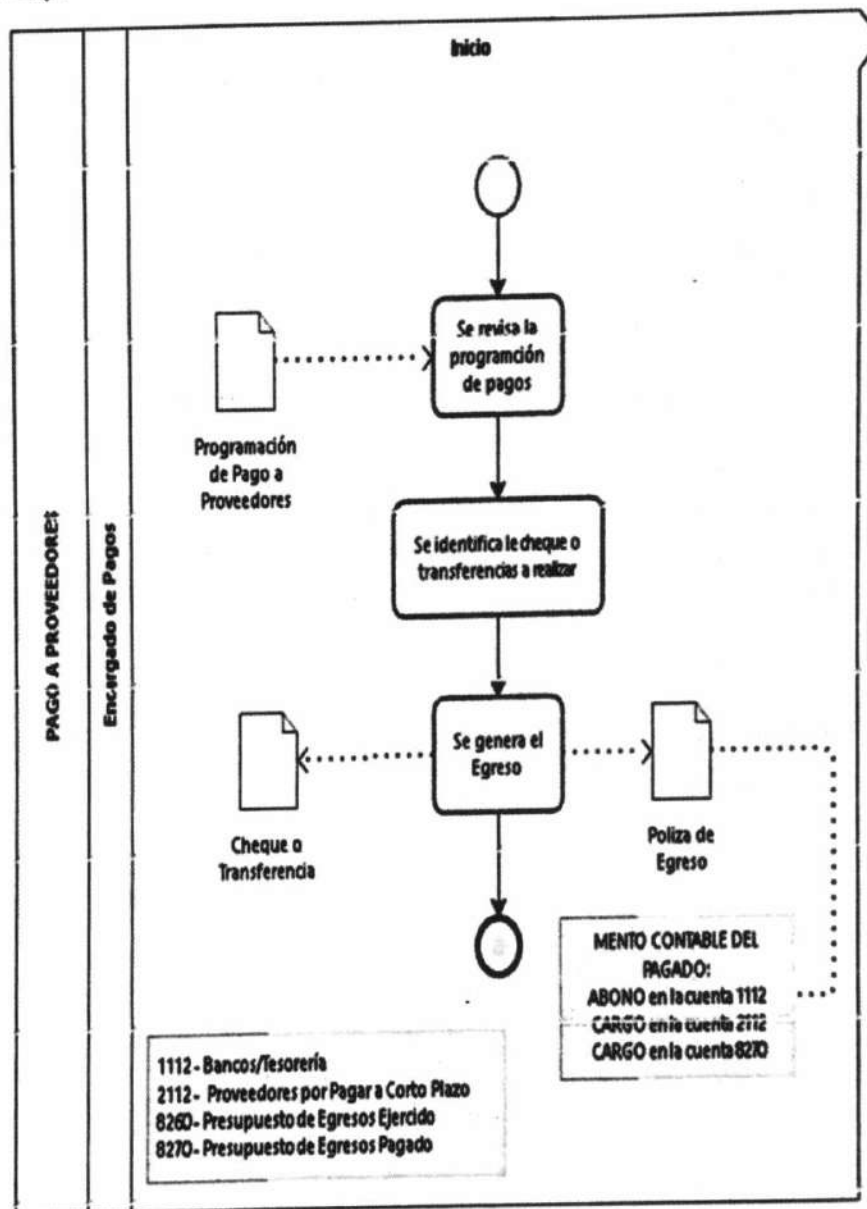 Inicio
PAGO A PROVEEDORES
Encargado de Pagos
Se revisa la
programción
de pagos
Programación
de Pago a
Proveedores
Se identifica le cheque o
transferencias a realizar
Se genera el
Egreso
Cheque o
Transferencia
Poliza de
Egreso
MENTO CONTABLE DEL
PAGADO:
ABONO en la cuenta 1112
CARGO en la cuenta 2112
CARGO en la cuenta 8270
1112- Bancos/Tesorería
2112- Proveedores por Pagar a Corto Plazo
8260- Presupuesto de Egresos Ejercido
8270- Presupuesto de Egresos Pagado